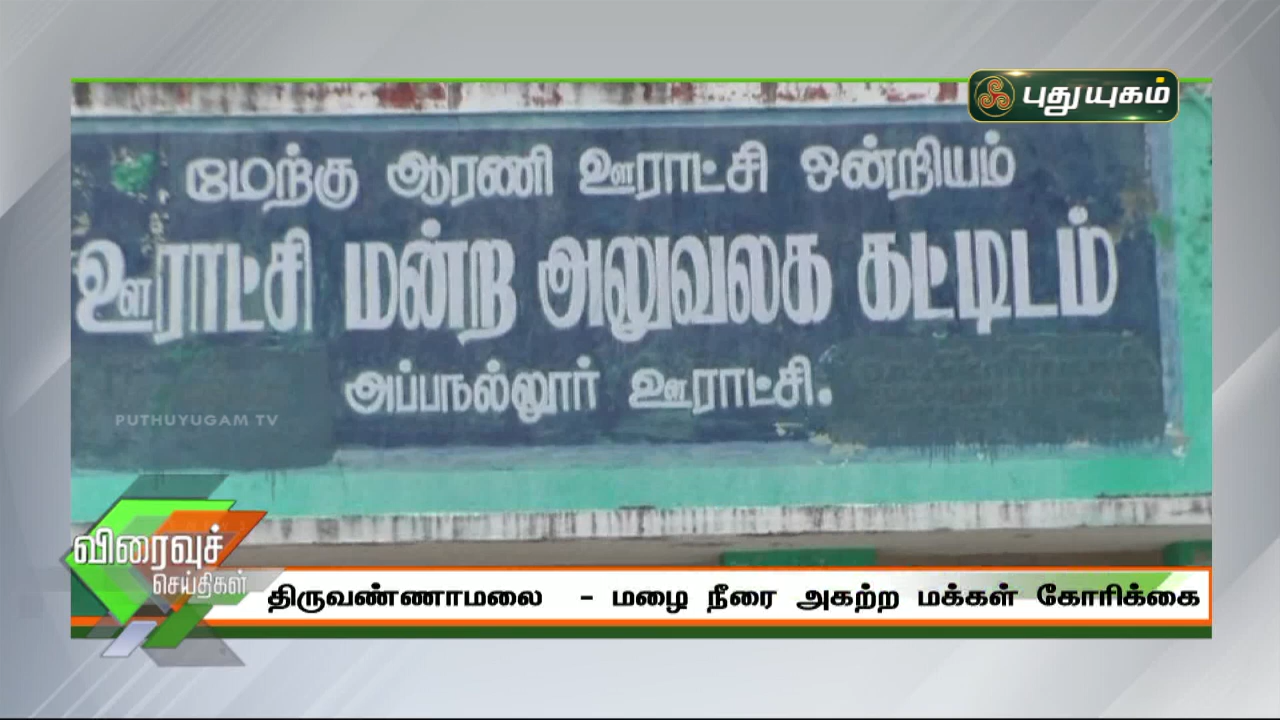 புதுயுகம்
மேற்கு ஆரணி ஊராட்சி ஒன்றியம்
ஊராட்சி மன்ற அலுவலக கட்டிடம்
அப்பநல்லூர் ஊராட்சி.
PUTHUYUGAM TV
விரைவுச்
செய்திகள்
திருவண்ணாமலை - மழை நீரை அகற்ற மக்கள் கோரிக்கை